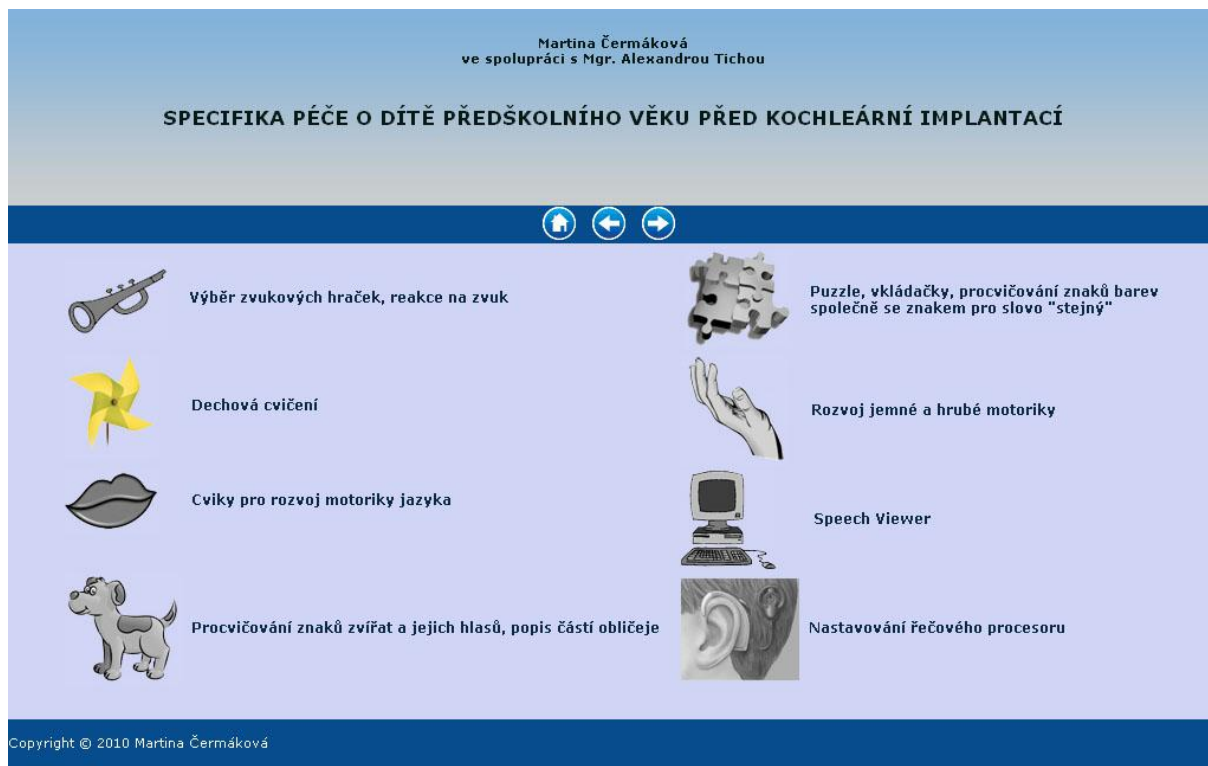 Martina Čermáková
ve spolupráci s Mgr. Alexandrou Tichou
SPECIFIKA PÉČE O DÍTĚ PŘEDŠKOLNÍHO VĚKU PŘED KOCHLEÁRNÍ IMPLANTACÍ
Výběr zvukových hraček, reakce na zvuk
Dechová cvičení
Cviky pro rozvoj motoriky jazyka
Procvičování znaků zvířat a jejich hlasů, popis částí obličeje
Puzzle, vkládačky, procvičování znaků barev
společně se znakem pro slovo "stejný"
Rozvoj jemné a hrubé motoriky
Speech Viewer
Nastavování řečového procesoru
Copyright © 2010 Martina Čermáková